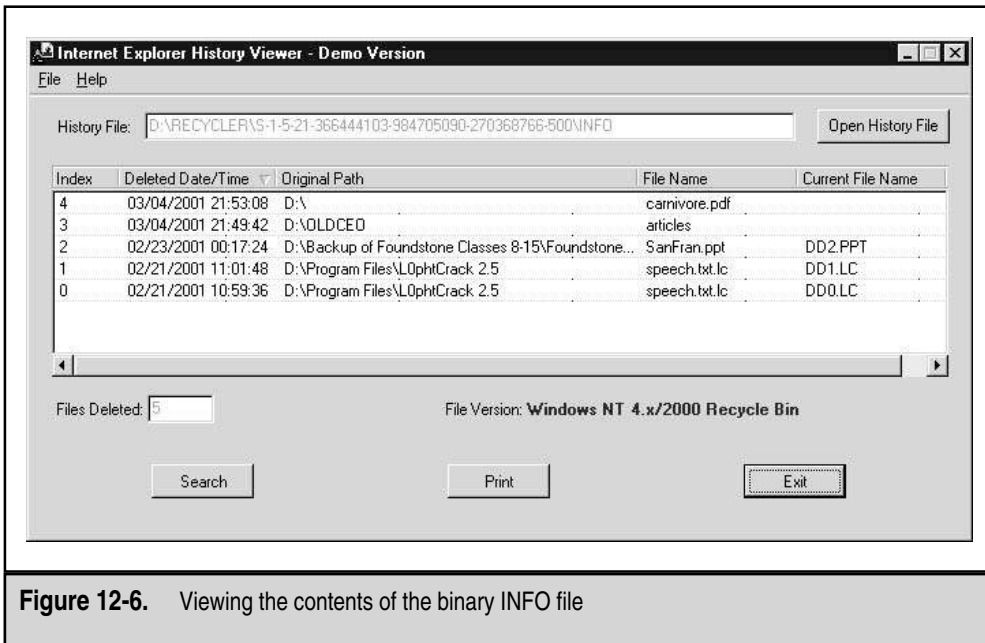 Internet Explorer History Viewer - Demo Version
File Help
History File: D:\RECYCLER\S-1-5-21-366444103-984705090-270368766-500\INFO Open History File
Index Deleted Date/Time Original Path File Name Current File Name
4 03/04/2001 21:53:08 D:\ carnivore.pdf
3 03/04/2001 21:49:42 D:\OLDCEO articles
2 02/23/2001 00:17:24 D:\Backup of Foundstone Classes 8-15\Foundstone... SanFran.ppt DD2.PPT
1 02/21/2001 11:01:48 D:\Program Files\L0phtCrack 2.5 speech.txt.lc DD1.LC
0 02/21/2001 10:59:36 D:\Program Files\L0phtCrack 2.5 speech.txt.lc DD0.LC
Files Deleted: 5 File Version: Windows NT 4.x/2000 Recycle Bin
Search Print Exit
Figure 12-6. Viewing the contents of the binary INFO file